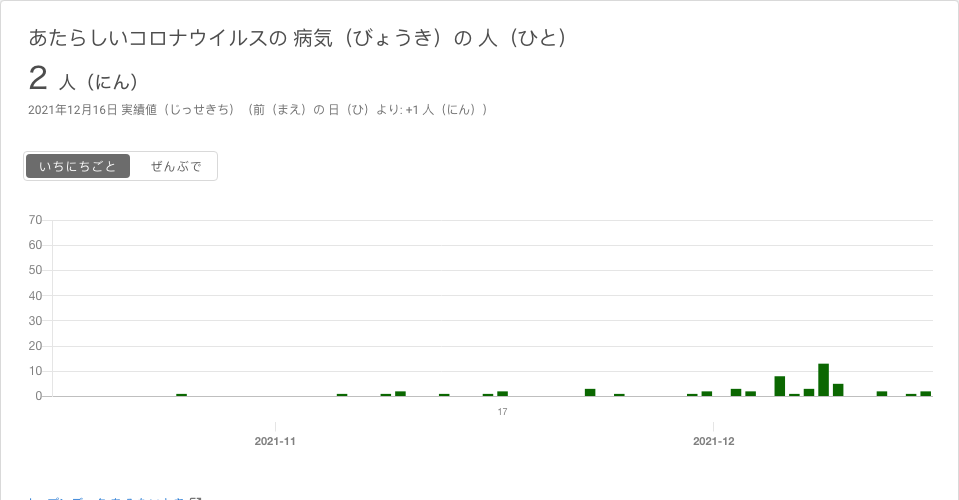 あたらしいコロナウイルスの 病気（びょうき）の 人（ひと）
2 人（にん）
2021年12月16日 実績値（じっせきち）（前（まえ）の 日（ひ）より: +1 人（にん））
いちにちごと ぜんぶで
70
60
50
40
30
20
10
0
17
2021-11 2021-12